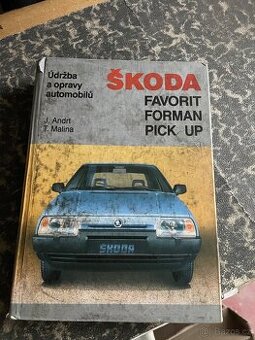 Údržba
a opravy
automobilů
J. Andrt
T. Malina
ŠKODA
FAVORIT
FORMAN
PICK UP
ŠKODA